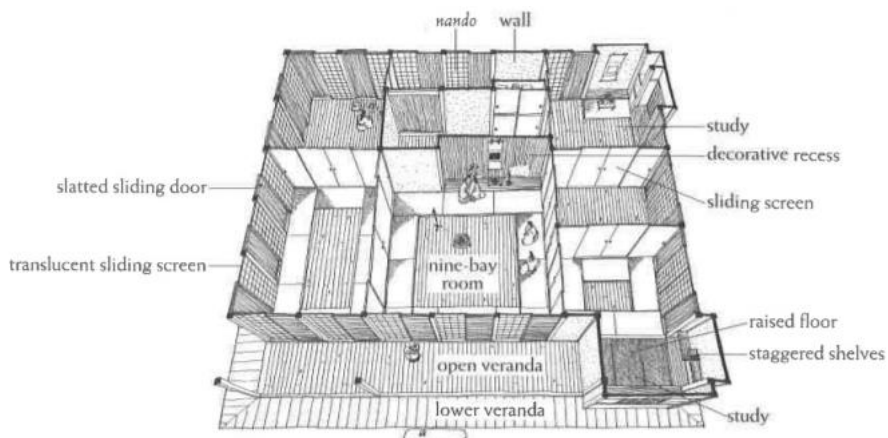 nando
wall
study
decorative recess
slatted sliding door
sliding screen
translucent sliding screen
nine-bay
room
raised floor
staggered shelves
open veranda
lower veranda
study